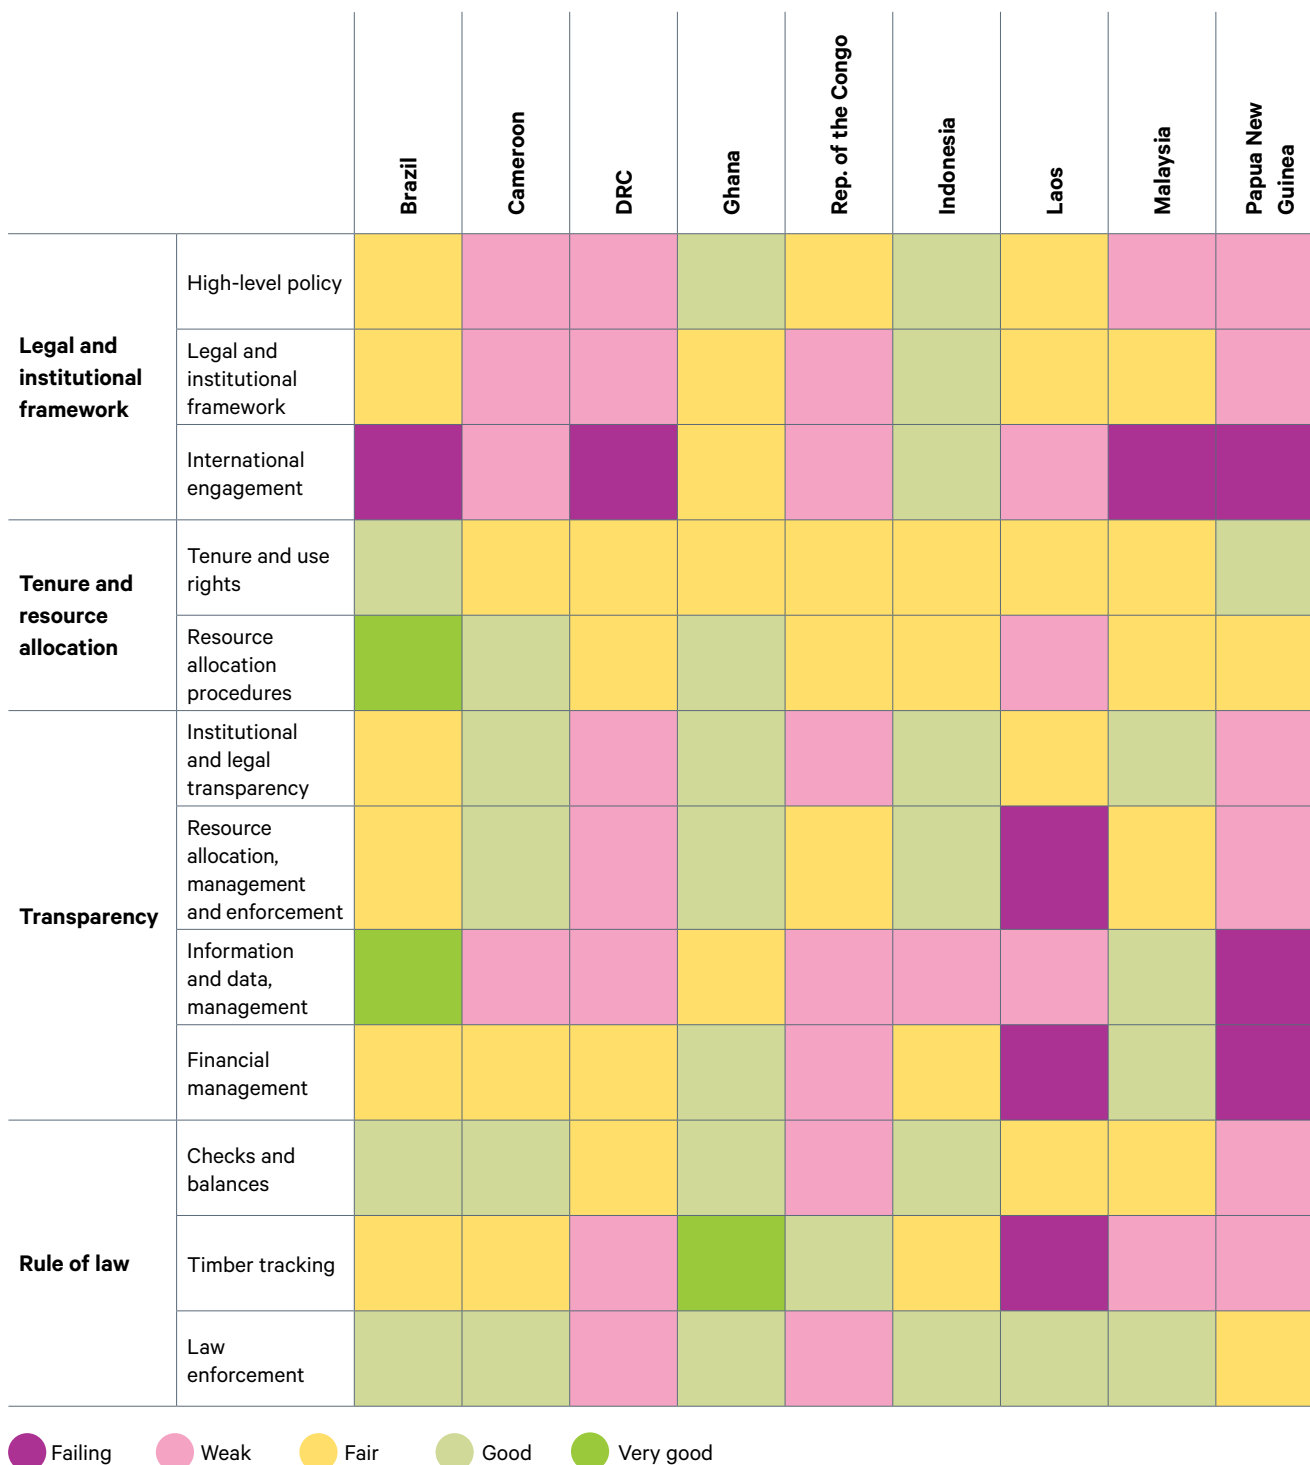 Brazil
Cameroon
DRC
Ghana
Rep. of the Congo
Indonesia
Laos
Malaysia
Papua New
Guinea
Legal and
institutional
framework
High-level policy
Legal and
institutional
framework
International
engagement
Tenure and
resource
allocation
Tenure and use
rights
Resource
allocation
procedures
Transparency
Institutional
and legal
transparency
Resource
allocation,
management
and enforcement
Information
and data,
management
Financial
management
Rule of law
Checks and
balances
Timber tracking
Law
enforcement
Failing
Weak
Fair
Good
Very good